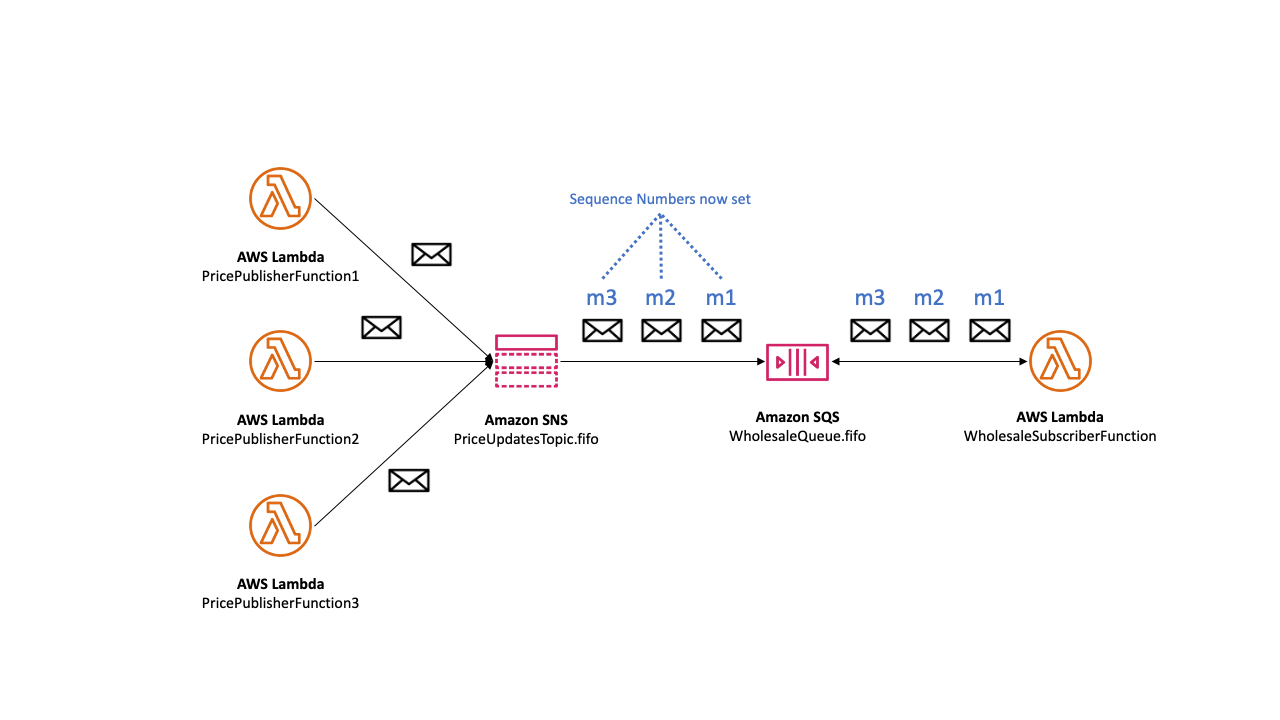 Sequence Numbers now set
m3 m2 m1
m3 m2 m1
AWS Lambda
PricePublisherFunction1
AWS Lambda
PricePublisherFunction2
Amazon SNS
PriceUpdatesTopic.fifo
Amazon SQS
WholesaleQueue.fifo
AWS Lambda
WholesaleSubscriberFunction
AWS Lambda
PricePublisherFunction3